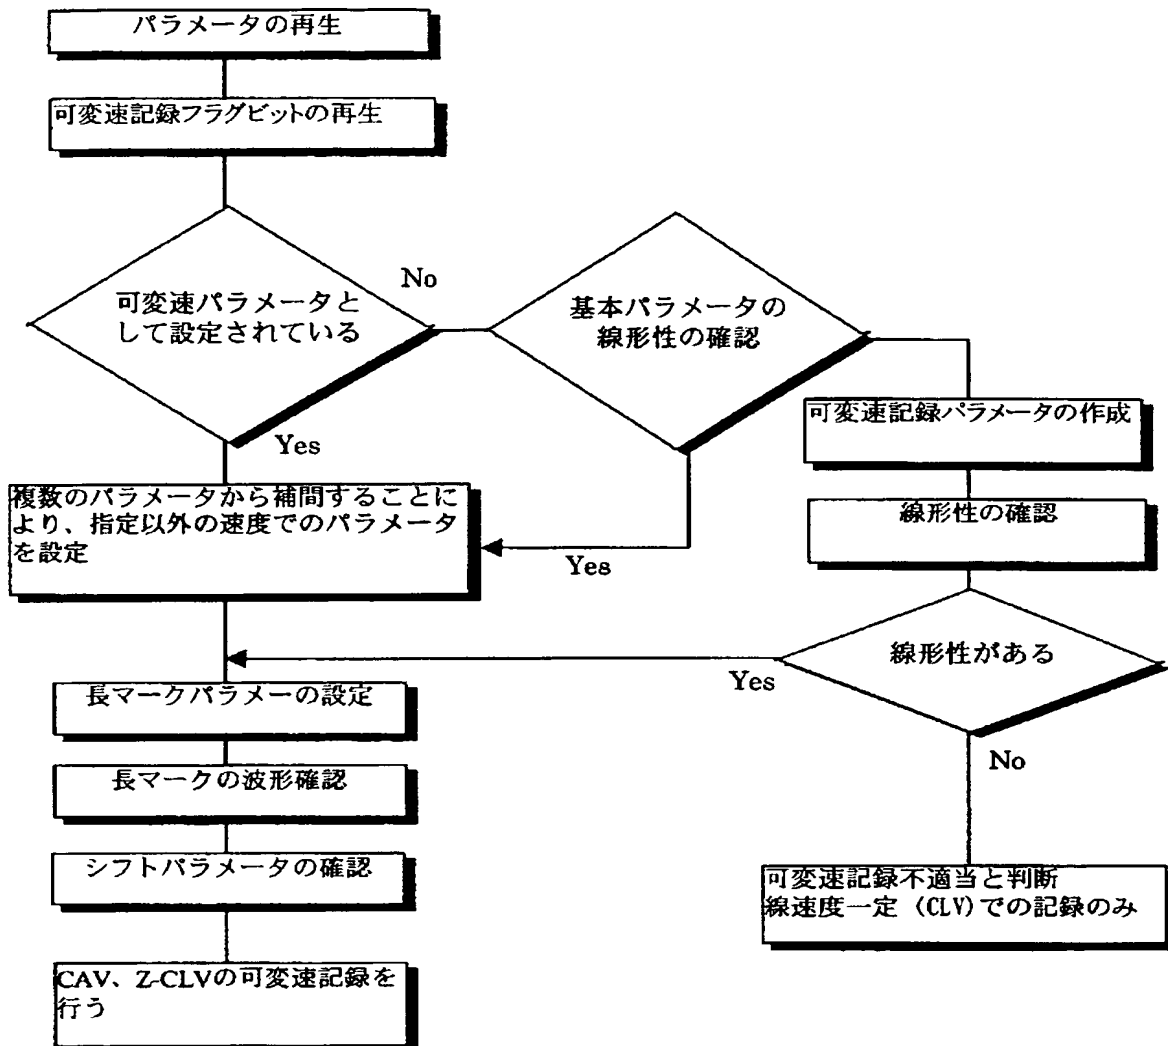 パラメータの再生
可変速記録フラグビットの再生
可変速パラメータと
して設定されている
No
Yes
基本パラメータの
線形性の確認
Yes
複数のパラメータから補間することに
より、指定以外の速度でのパラメータ
を設定
可変速記録パラメータの作成
線形性の確認
線形性がある
Yes
No
長マークパラメーの設定
長マークの波形確認
シフトパラメータの確認
CAV、Z-CLVの可変速記録を
行う
可変速記録不適当と判断
線速度一定 (CLV)での記録のみ